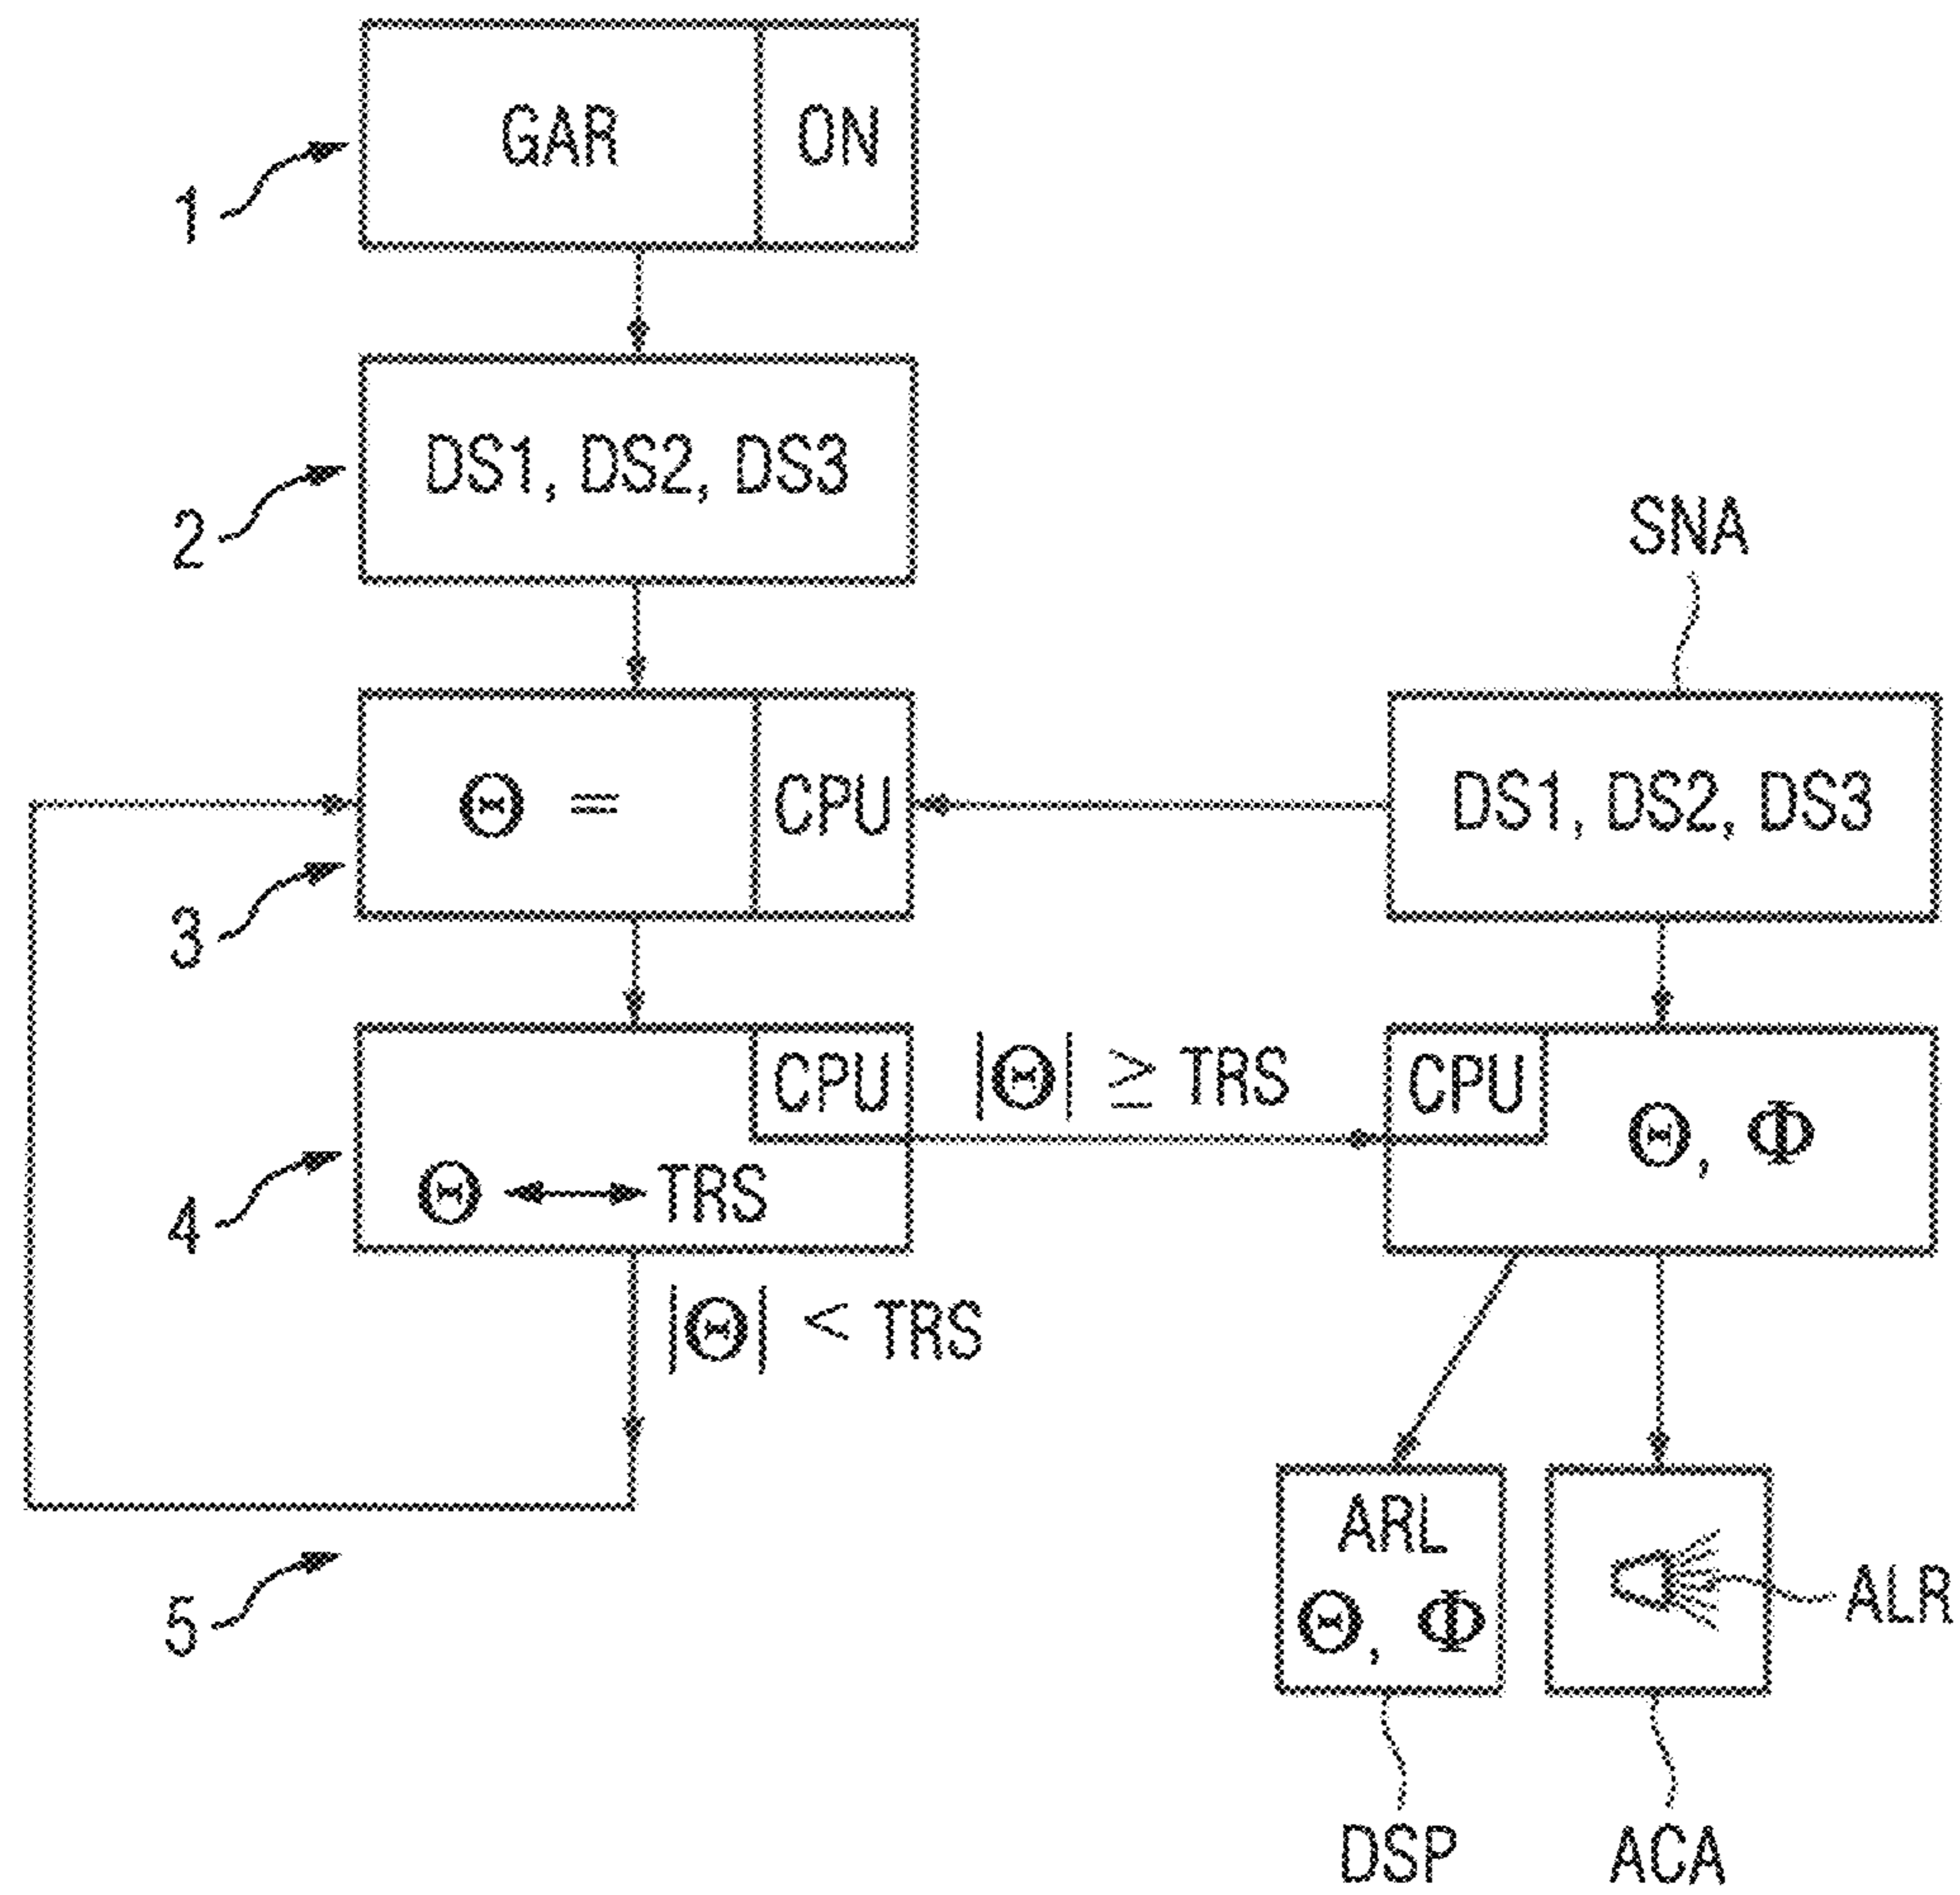 GAR ON
1
DS1, DS2, DS3
2
SNA
Θ = CPU
DS1, DS2, DS3
3
CPU
|Θ| ≥ TRS
CPU
Θ, Φ
Θ ↔ TRS
4
|Θ| < TRS
ARL
Θ, Φ
ALR
5
DSP
ACA